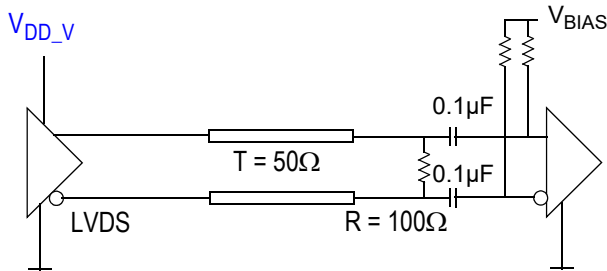 V_DD_V
V_BIAS
0.1µF
T = 50Ω
0.1µF
LVDS
R = 100Ω